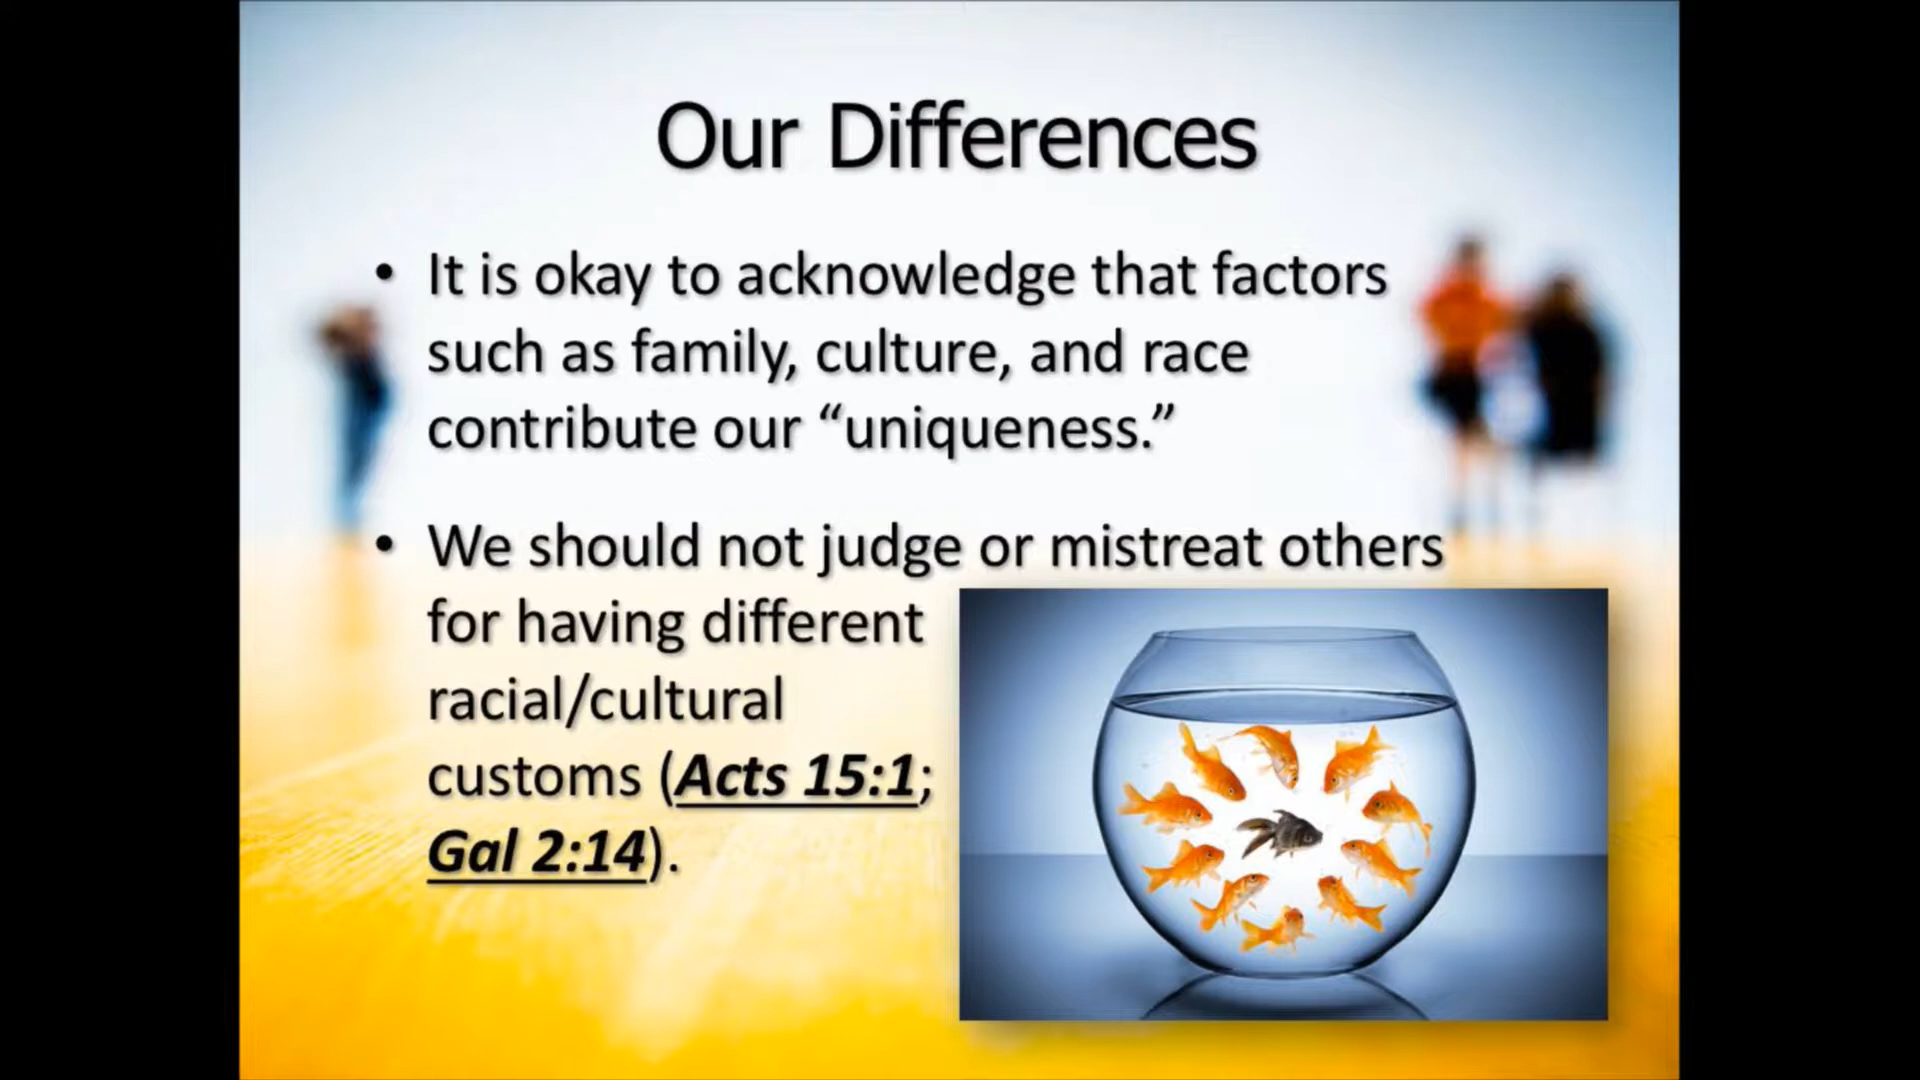 Our Differences
• It is okay to acknowledge that factors
such as family, culture, and race
contribute our “uniqueness.”
• We should not judge or mistreat others
for having different
racial/cultural
customs (Acts 15:1;
Gal 2:14).